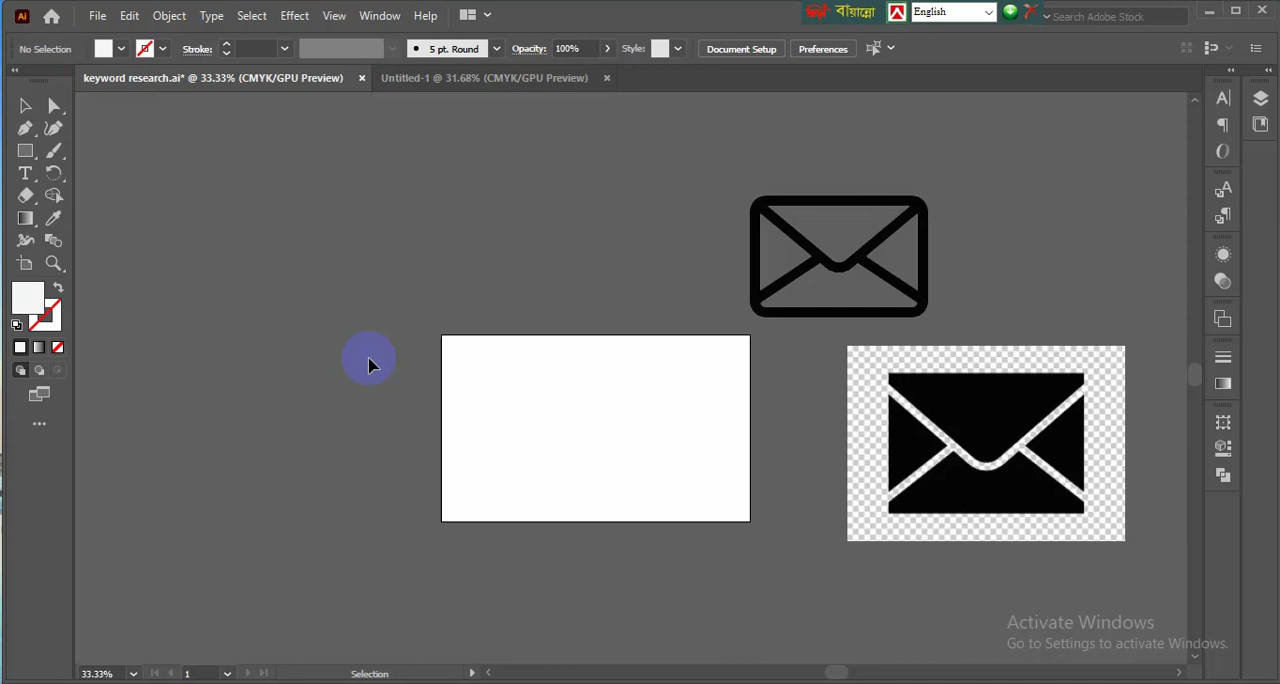 Ai File Edit Object Type Select Effect View Window Help
বাঁয়ান্নো English Search Adobe Stock
No Selection Stroke: 5 pt. Round Opacity: 100% Style: Document Setup Preferences
keyword research.ai* @ 33.33% (CMYK/GPU Preview) Untitled-1 @ 31.68% (CMYK/GPU Preview)
Activate Windows
Go to Settings to activate Windows.
33.33% 1 Selection